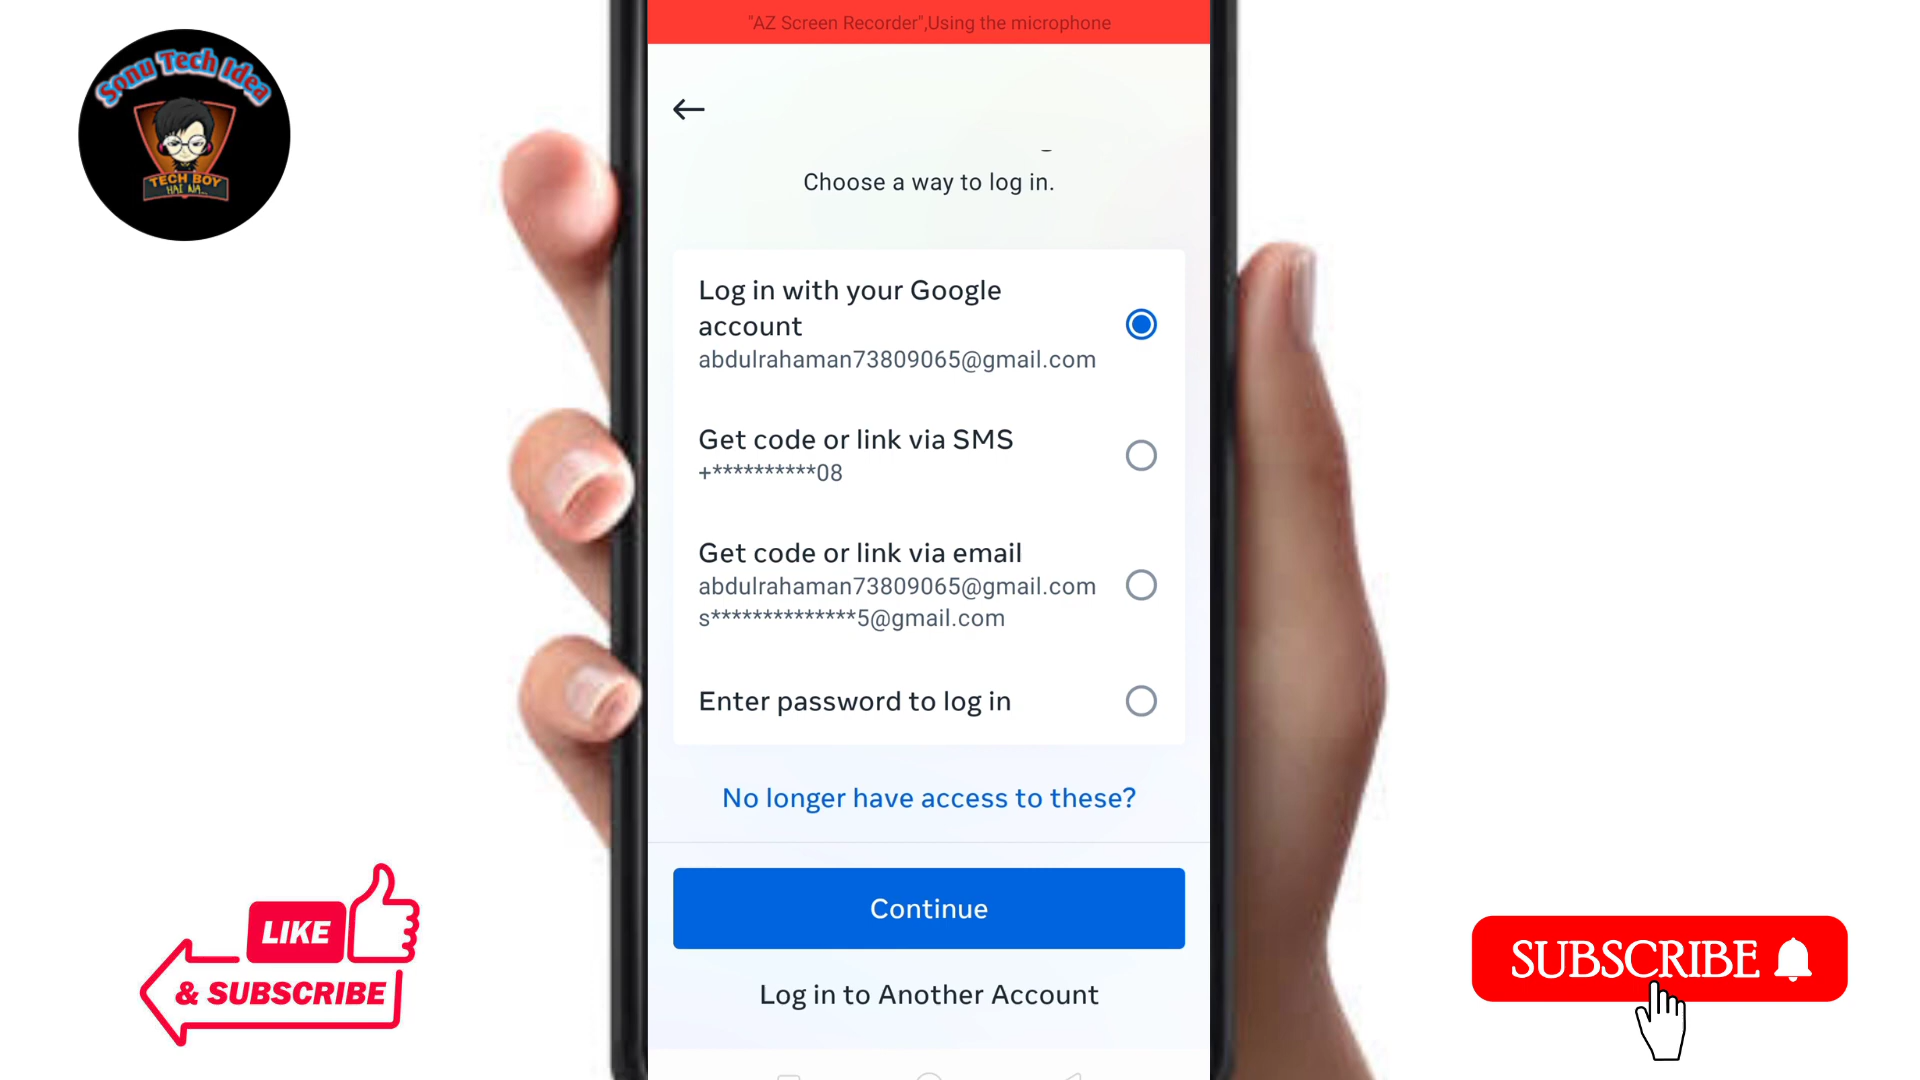 "AZ Screen Recorder",Using the microphone
Sonu Tech Idea
TECH BOY
HAI NA...
Choose a way to log in.
Log in with your Google
account
abdulrahaman73809065@gmail.com
Get code or link via SMS
+**********08
Get code or link via email
abdulrahaman73809065@gmail.com
s**************5@gmail.com
Enter password to log in
No longer have access to these?
Continue
Log in to Another Account
LIKE
& SUBSCRIBE
SUBSCRIBE